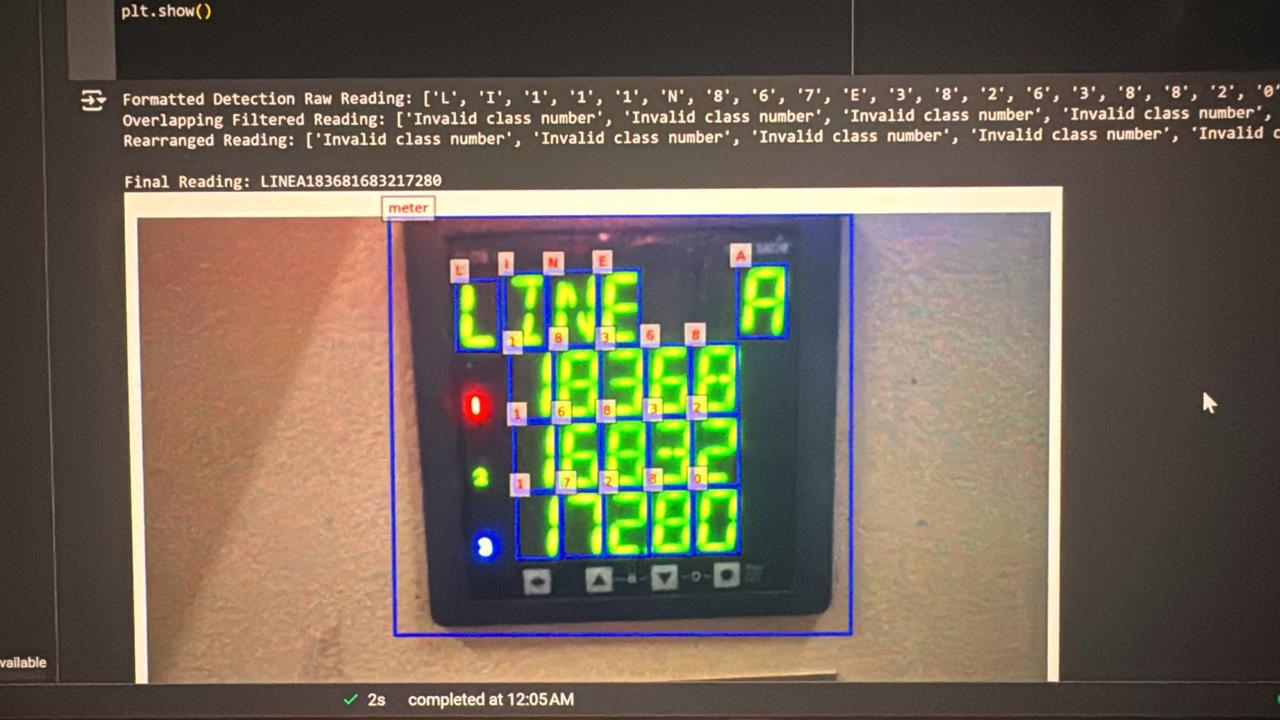 plt.show()
Formatted Detection Raw Reading: ['L', 'I', '1', '1', '1', 'N', '8', '6', '7', 'E', '3', '8', '2', '6', '3', '8', '8', '2', '0'
Overlapping Filtered Reading: ['Invalid class number', 'Invalid class number', 'Invalid class number', 'Invalid class number',
Rearranged Reading: ['Invalid class number', 'Invalid class number', 'Invalid class number', 'Invalid class number', 'Invalid c
Final Reading: LINEA183681683217280
meter
L I N E A
LINE A
1 8 3 6 8
1 18368
1 6 8 3 2
2 16832
1 7 2 8 0
3 17280
vailable
2s completed at 12:05 AM